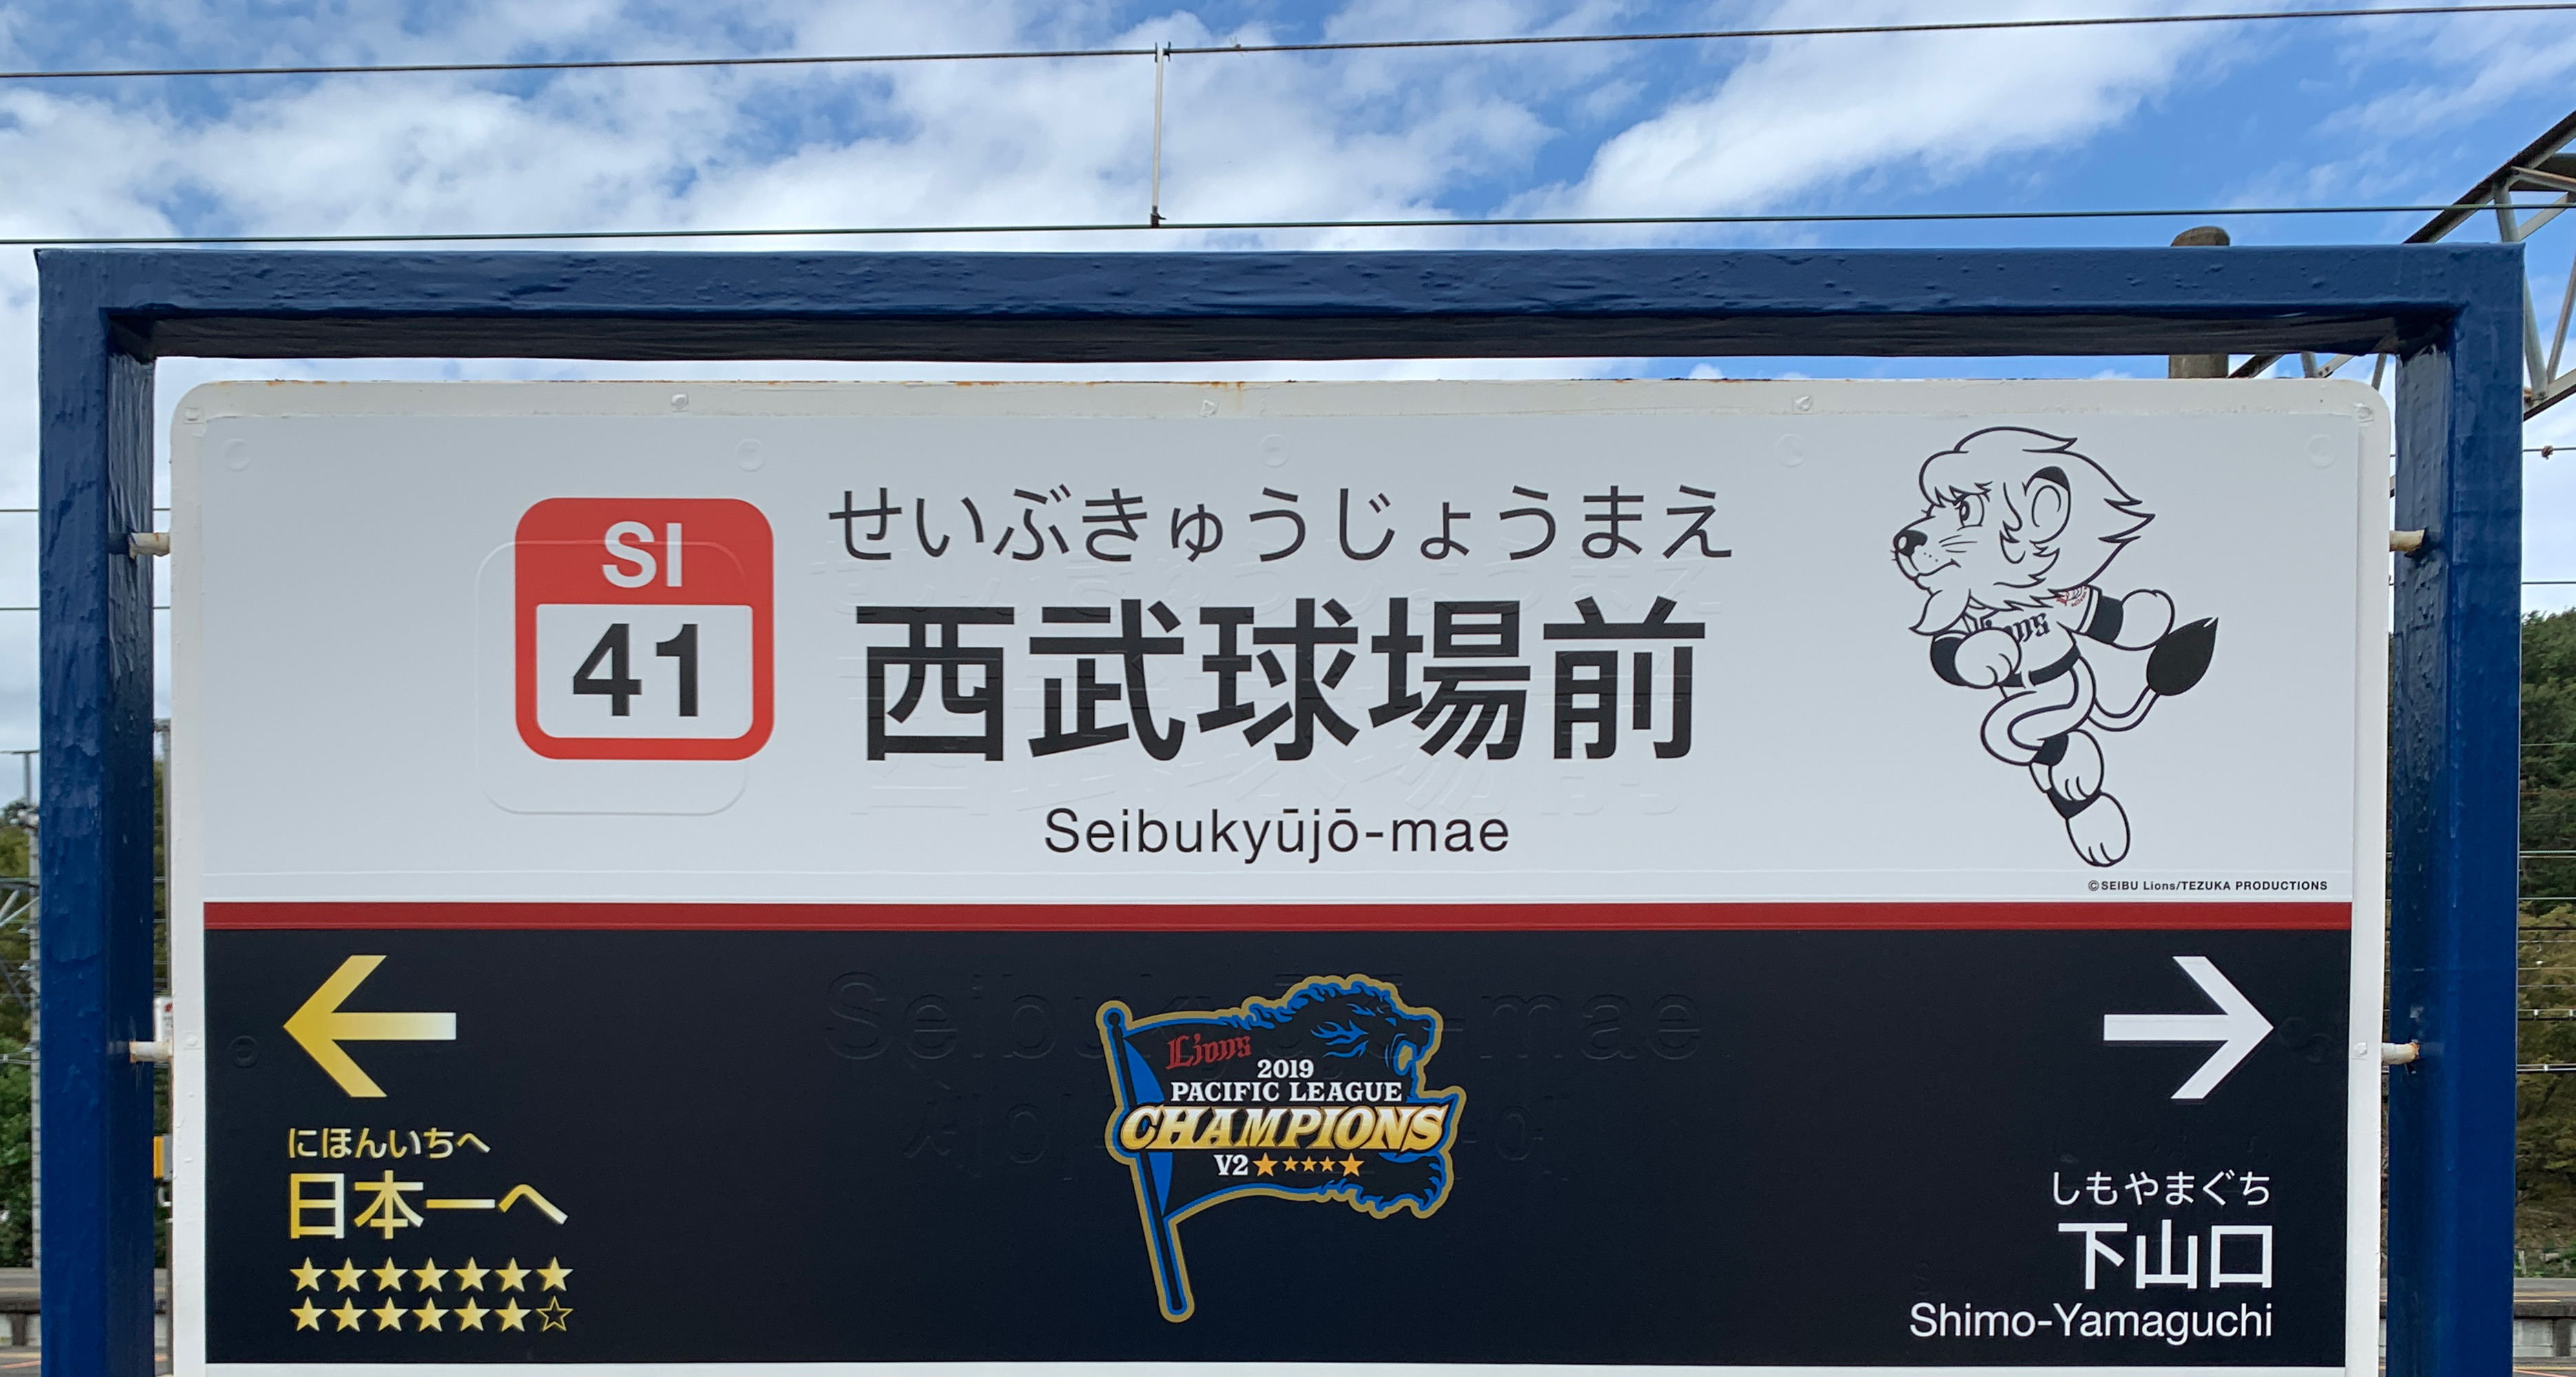 SI
41
せいぶきゅうじょうまえ
西武球場前
Seibukyūjō-mae
Lions
©SEIBU Lions/TEZUKA PRODUCTIONS
←
にほんいちへ
日本一へ
★★★★★★★
★★★★★★☆
Lions
2019
PACIFIC LEAGUE
CHAMPIONS
V2★★★★★
→
しもやまぐち
下山口
Shimo-Yamaguchi